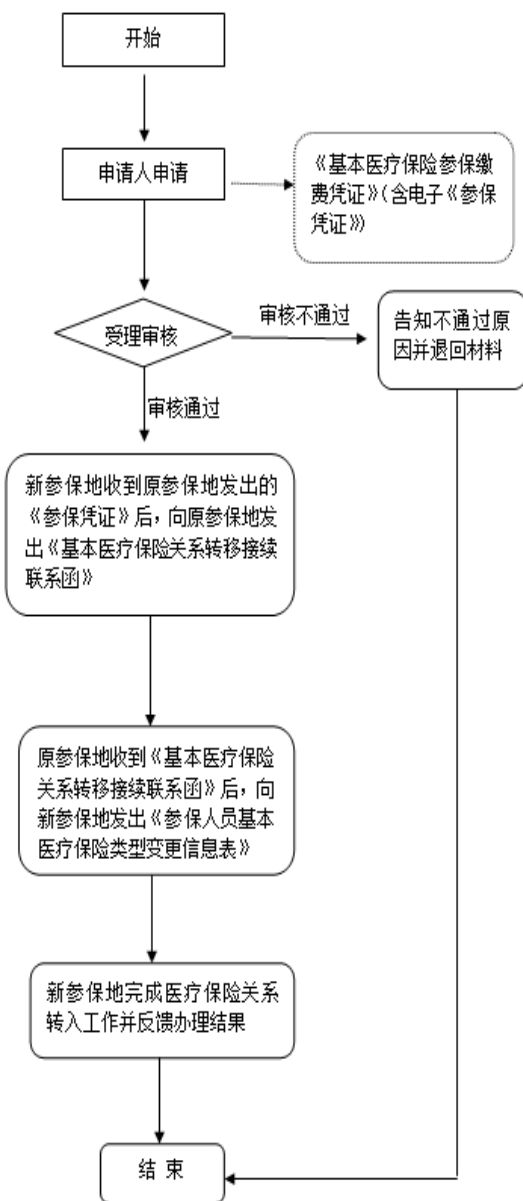 开始
申请人申请
《基本医疗保险参保缴
费凭证》(含电子《参保
凭证》)
受理审核
审核不通过
告知不通过原
因并退回材料
审核通过
新参保地收到原参保地发出的
《参保凭证》后，向原参保地发
出《基本医疗保险关系转移接续
联系函》
原参保地收到《基本医疗保险
关系转移接续联系函》后，向
新参保地发出《参保人员基本
医疗保险类型变更信息表》
新参保地完成医疗保险关系
转入工作并反馈办理结果
结 束